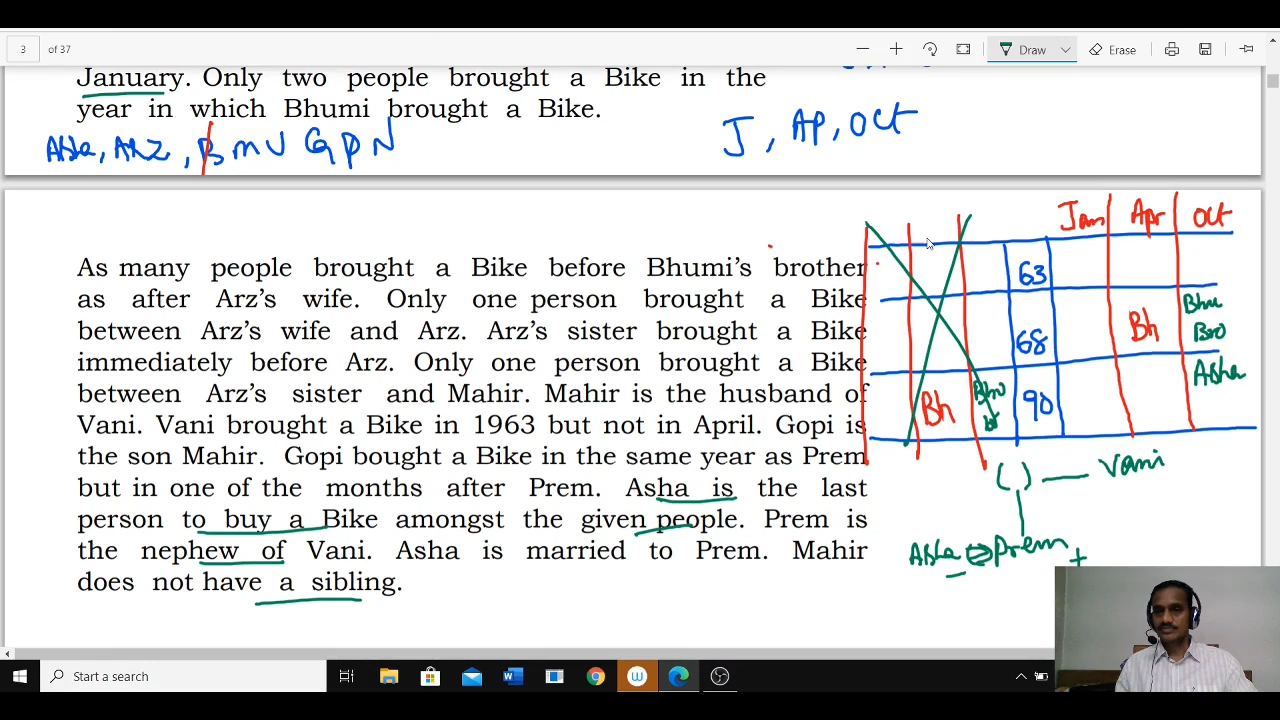 3 of 37
Draw
Erase
January. Only two people brought a Bike in the
year in which Bhumi brought a Bike.
Asha, Arz, B M V G P N
J, AP, Oct
As many people brought a Bike before Bhumi's brother
as after Arz's wife. Only one person brought a Bike
between Arz's wife and Arz. Arz's sister brought a Bike
immediately before Arz. Only one person brought a Bike
between Arz's sister and Mahir. Mahir is the husband of
Vani. Vani brought a Bike in 1963 but not in April. Gopi is
the son Mahir. Gopi bought a Bike in the same year as Prem
but in one of the months after Prem. Asha is the last
person to buy a Bike amongst the given people. Prem is
the nephew of Vani. Asha is married to Prem. Mahir
does not have a sibling.
Jan Apr Oct
63
68 Bh Bhu Bro
Bh 90 Asha
( ) Vani
Asha Prem +
Type here to search
Start a search